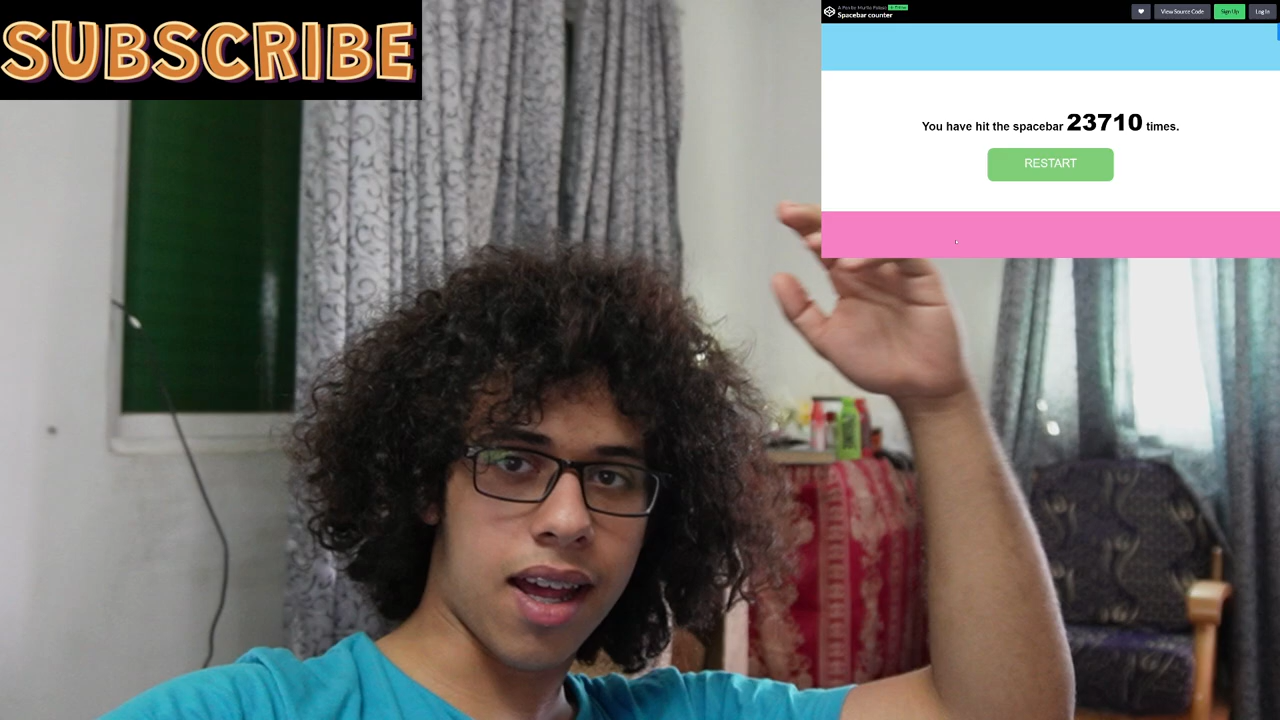 SUBSCRIBE
Spacebar counter
View Source Code
Sign Up
Log In
You have hit the spacebar 23710 times.
RESTART